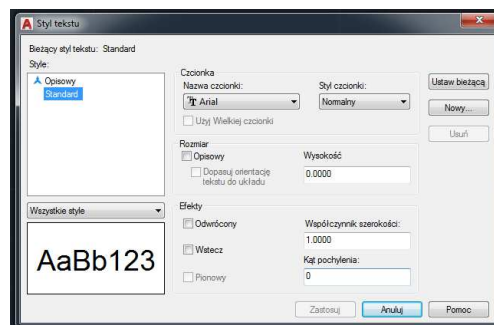 Styl tekstu
Bieżący styl tekstu: Standard
Style:
Opisowy
Standard
Wszystkie style
AaBb123
Czcionka
Nazwa czcionki:
Arial
Styl czcionki:
Normalny
Użyj Wielkiej czcionki
Rozmiar
Opisowy
Dopasuj orientację
tekstu do układu
Wysokość
0.0000
Efekty
Odwrócony
Wstecz
Pionowy
Współczynnik szerokości:
1.0000
Kąt pochylenia:
0
Ustaw bieżącą
Nowy...
Usuń
Zastosuj
Anuluj
Pomoc